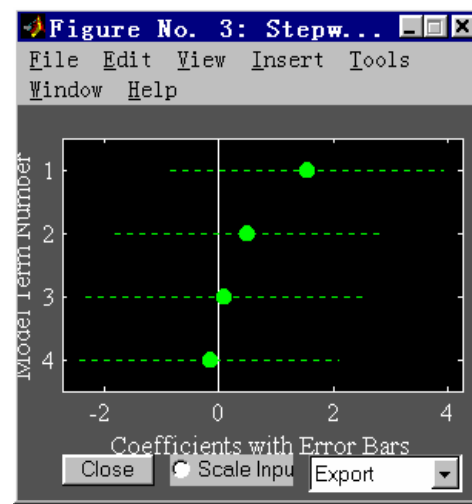 Figure No. 3: Stepw...
File Edit View Insert Tools
Window Help
Model Term Number
1
2
3
4
-2 0 2 4
Coefficients with Error Bars
Close Scale Inpu Export